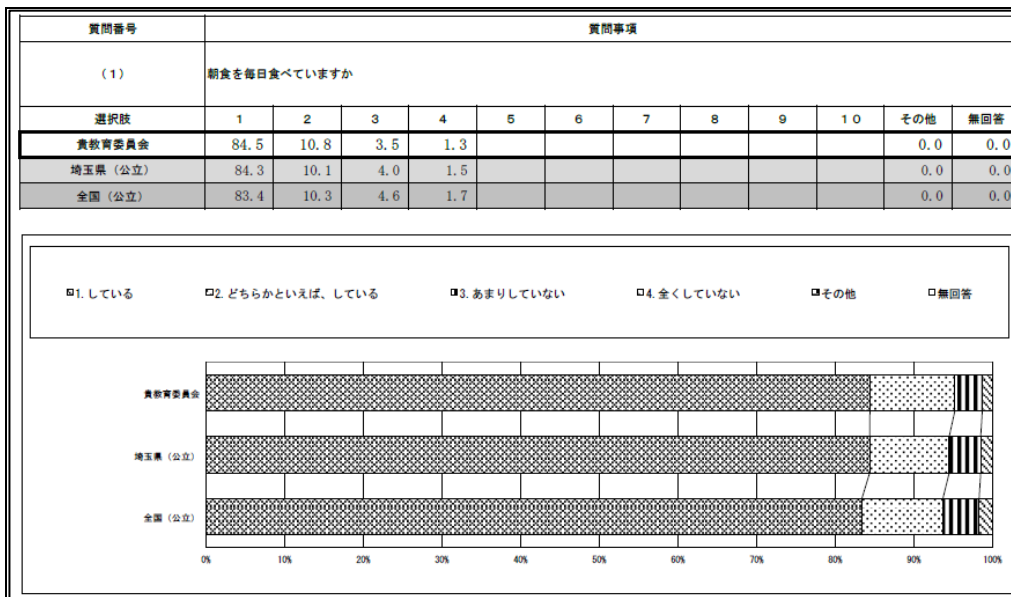 質問番号 質問事項
（1） 朝食を毎日食べていますか
選択肢 1 2 3 4 5 6 7 8 9 10 その他 無回答
貴教育委員会 84.5 10.8 3.5 1.3 0.0 0.0
埼玉県（公立） 84.3 10.1 4.0 1.5 0.0 0.0
全国（公立） 83.4 10.3 4.6 1.7 0.0 0.0
1. している 2. どちらかといえば、している 3. あまりしていない 4. 全くしていない その他 無回答
貴教育委員会
埼玉県（公立）
全国（公立）
0% 10% 20% 30% 40% 50% 60% 70% 80% 90% 100%